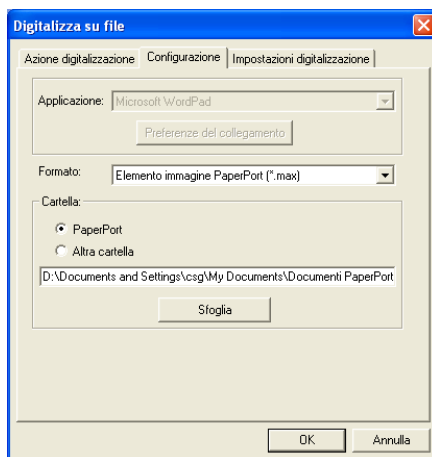 Digitalizza su file
Azione digitalizzazione Configurazione Impostazioni digitalizzazione
Applicazione: Microsoft WordPad
Preferenze del collegamento
Formato: Elemento immagine PaperPort (*.max)
Cartella:
PaperPort
Altra cartella
D:\Documents and Settings\csg\My Documents\Documenti PaperPort
Sfoglia
OK Annulla